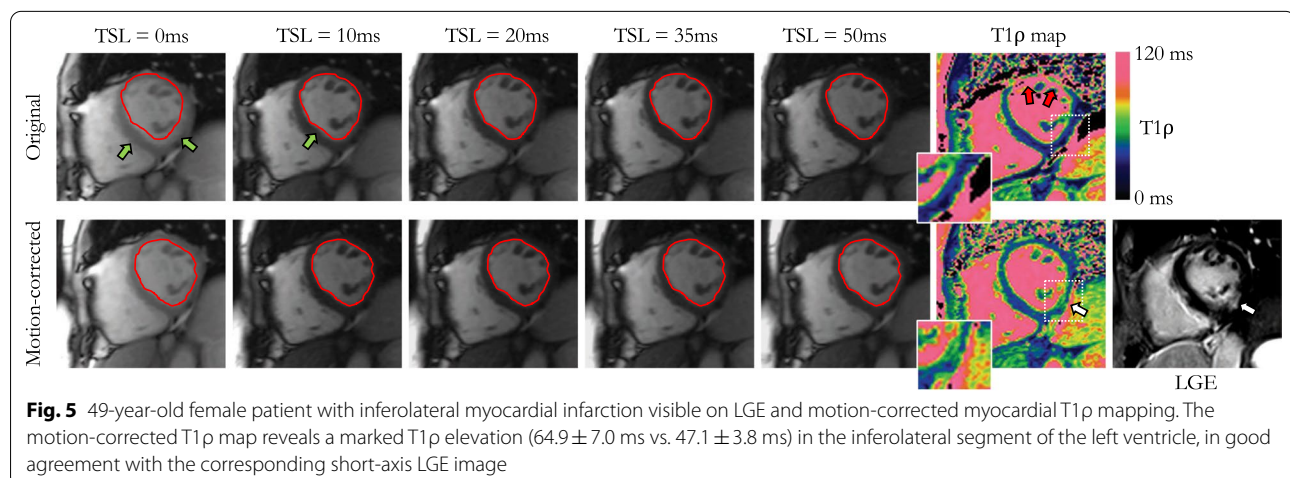 TSL = 0ms TSL = 10ms TSL = 20ms TSL = 35ms TSL = 50ms T1ρ map
Original
120 ms
T1ρ
0 ms
Motion-corrected
LGE
Fig. 5 49-year-old female patient with inferolateral myocardial infarction visible on LGE and motion-corrected myocardial T1ρ mapping. The
motion-corrected T1ρ map reveals a marked T1ρ elevation (64.9 ± 7.0 ms vs. 47.1 ± 3.8 ms) in the inferolateral segment of the left ventricle, in good
agreement with the corresponding short-axis LGE image